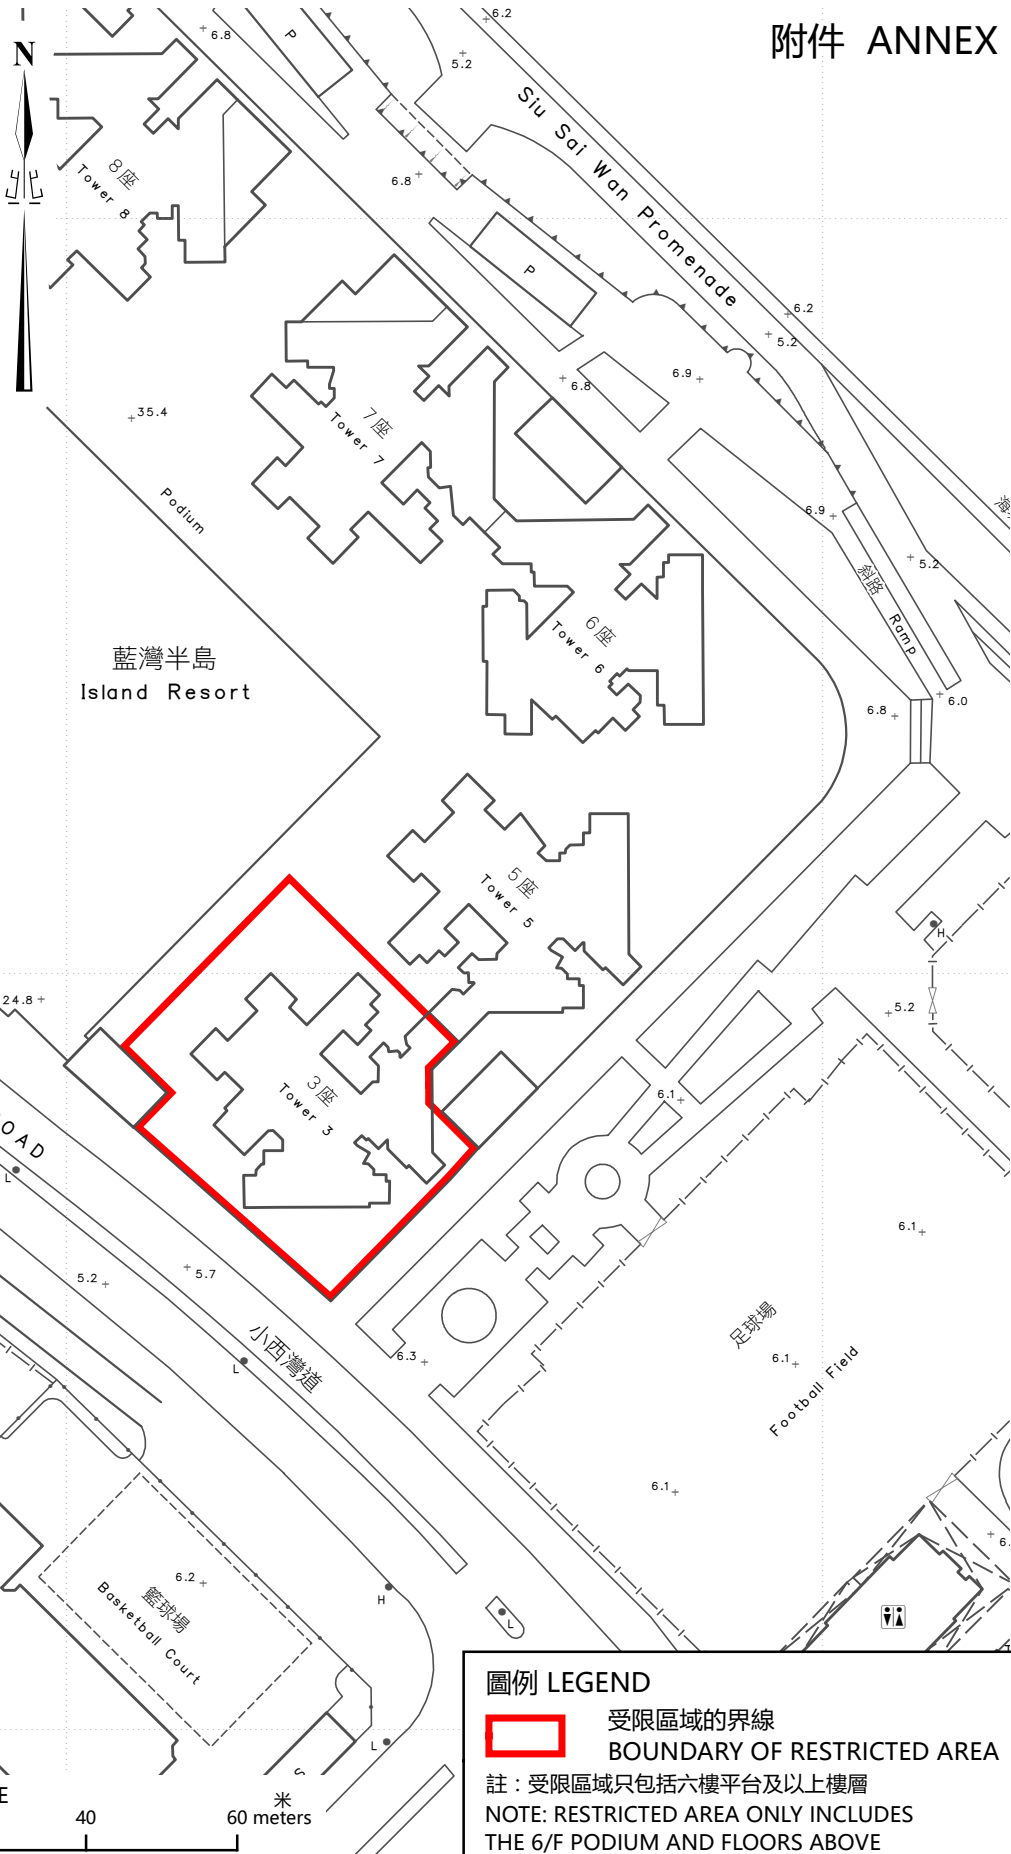 附件 ANNEX
N
6.8
P
6.2
5.2
Siu Sai Wan Promenade
8座
Tower 8
6.8
P
6.2
5.2
6.8
6.9
35.4
7座
Tower 7
Podium
6.9
5.2
斜路
Ramp
6座
Tower 6
藍灣半島
Island Resort
6.8
6.0
5座
Tower 5
H
24.8
5.2
3座
Tower 3
6.1
OAD
L
6.1
5.2
5.7
小西灣道
L
6.3
足球場
6.1
Football Field
6.1
6.2
籃球場
Basketball Court
H
L
L
S
E
40
米
60 meters
圖例 LEGEND
受限區域的界線
BOUNDARY OF RESTRICTED AREA
註：受限區域只包括六樓平台及以上樓層
NOTE: RESTRICTED AREA ONLY INCLUDES
THE 6/F PODIUM AND FLOORS ABOVE